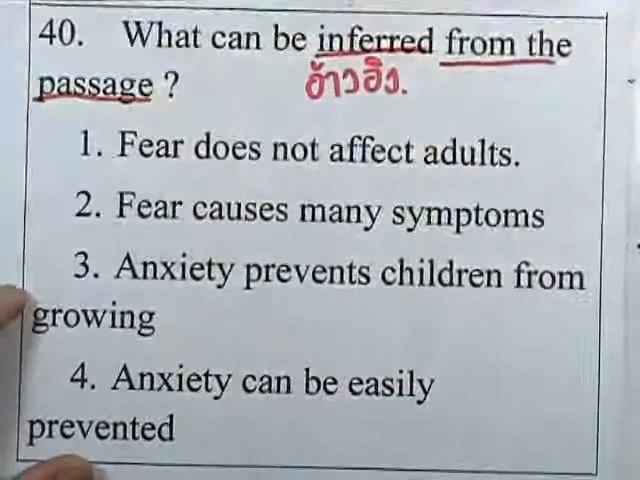 40. What can be inferred from the
passage ?
อ้าวอิง.
1. Fear does not affect adults.
2. Fear causes many symptoms
3. Anxiety prevents children from
growing
4. Anxiety can be easily
prevented